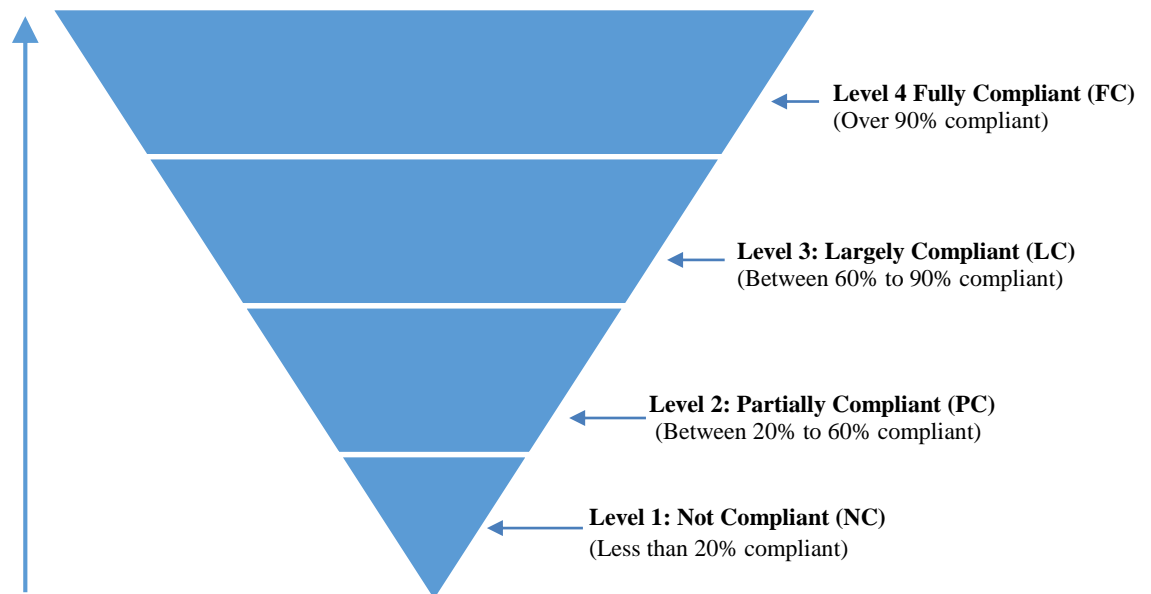 Level 4 Fully Compliant (FC)
(Over 90% compliant)
Level 3: Largely Compliant (LC)
(Between 60% to 90% compliant)
Level 2: Partially Compliant (PC)
(Between 20% to 60% compliant)
Level 1: Not Compliant (NC)
(Less than 20% compliant)